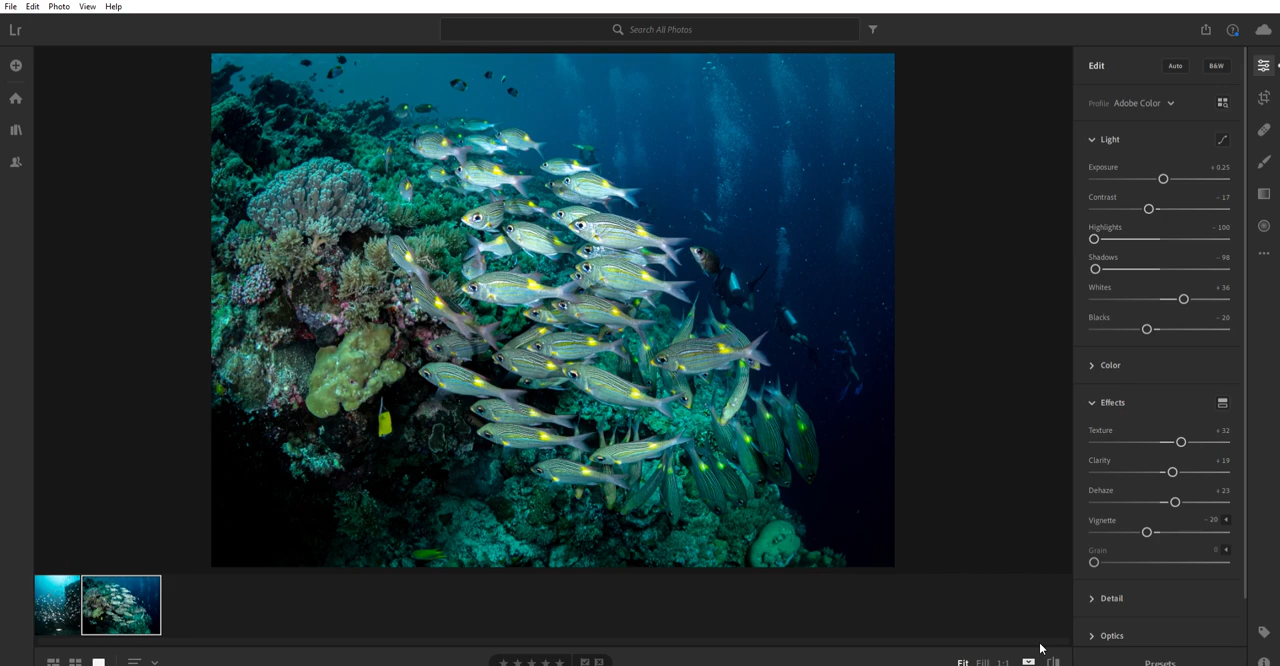 File Edit Photo View Help
Lr
Search All Photos
Edit Auto B&W
Profile Adobe Color
Light
Exposure + 0.25
Contrast - 17
Highlights - 100
Shadows - 98
Whites + 36
Blacks - 20
Color
Effects
Texture + 32
Clarity + 19
Dehaze + 23
Vignette - 20
Grain 0
Detail
Optics
Fit Fill 1:1
Presets